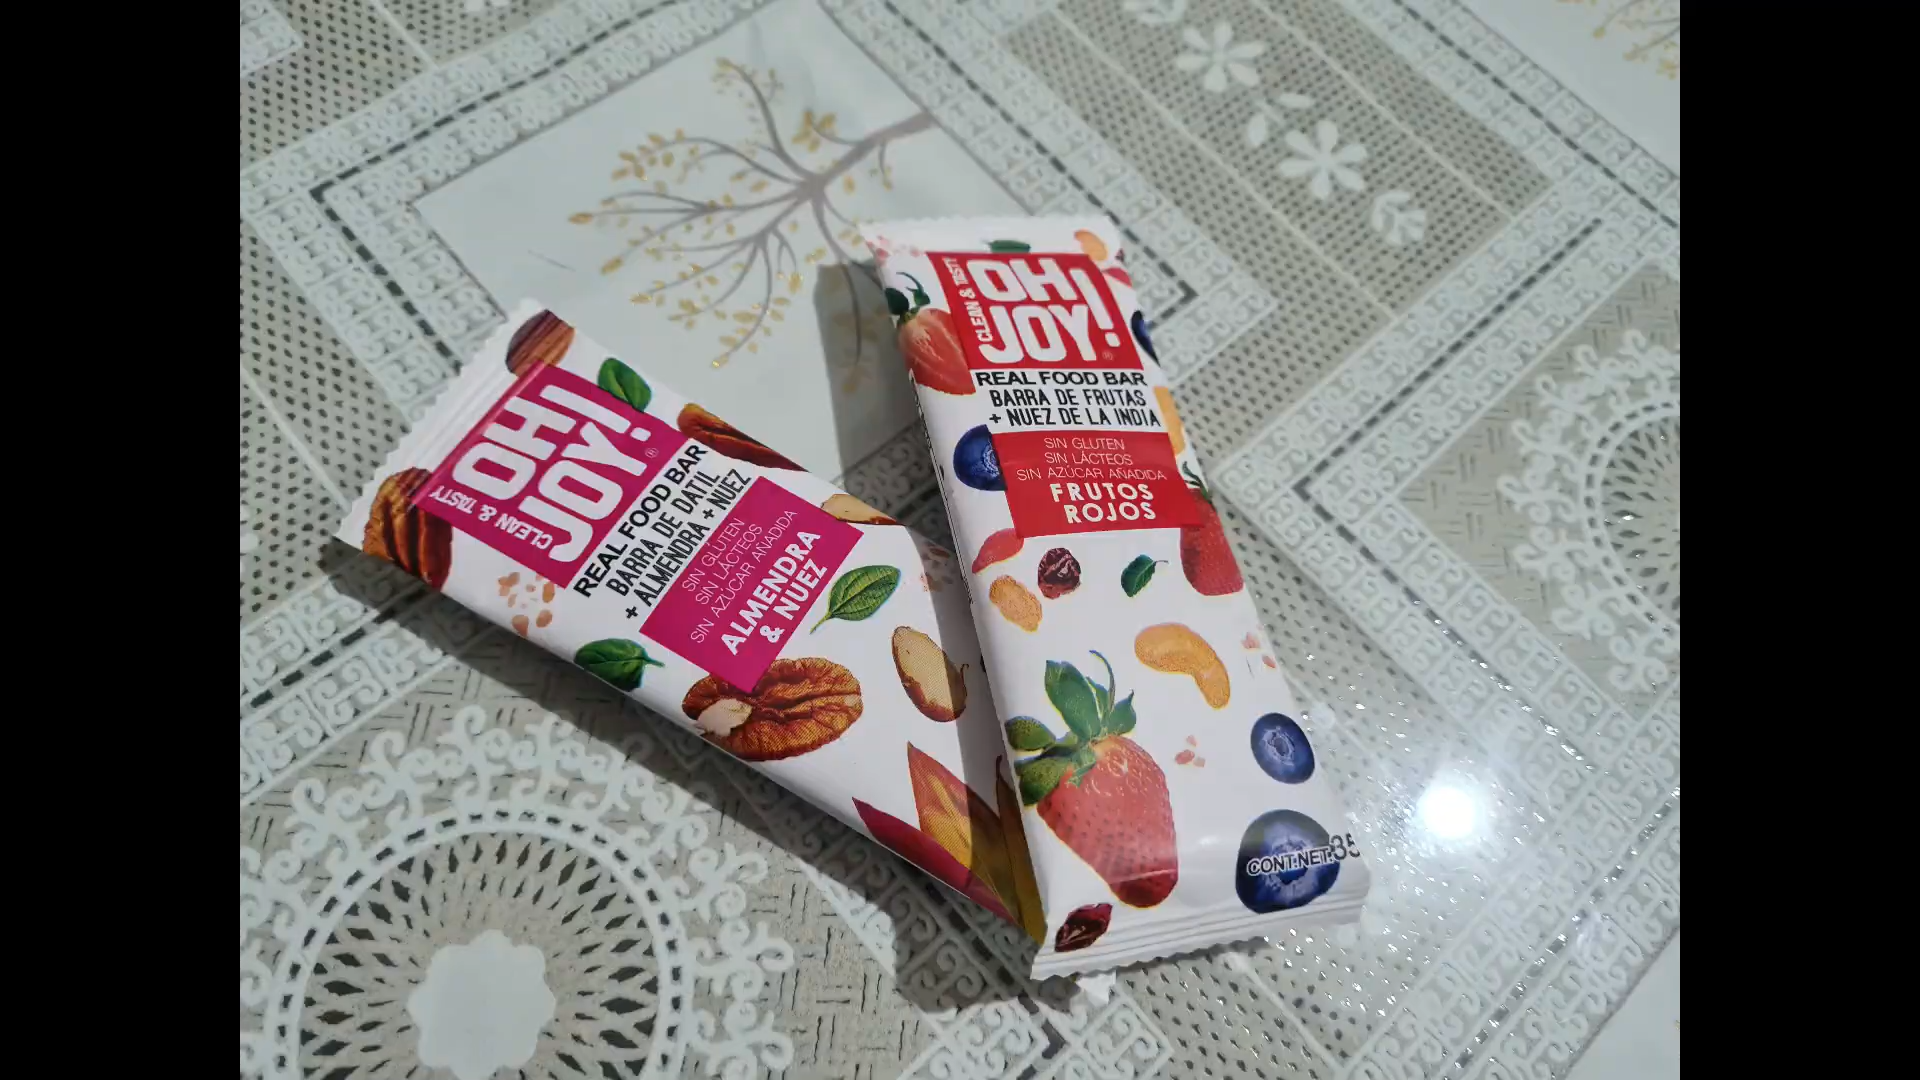 CLEAN & TASTY
OH
JOY!
®
REAL FOOD BAR
BARRA DE DATIL
+ ALMENDRA + NUEZ
SIN GLUTEN
SIN LÁCTEOS
SIN AZÚCAR AÑADIDA
ALMENDRA
& NUEZ
CLEAN & TASTY
OH
JOY!
®
REAL FOOD BAR
BARRA DE FRUTAS
+ NUEZ DE LA INDIA
SIN GLUTEN
SIN LÁCTEOS
SIN AZÚCAR AÑADIDA
FRUTOS
ROJOS
CONT.NET.35